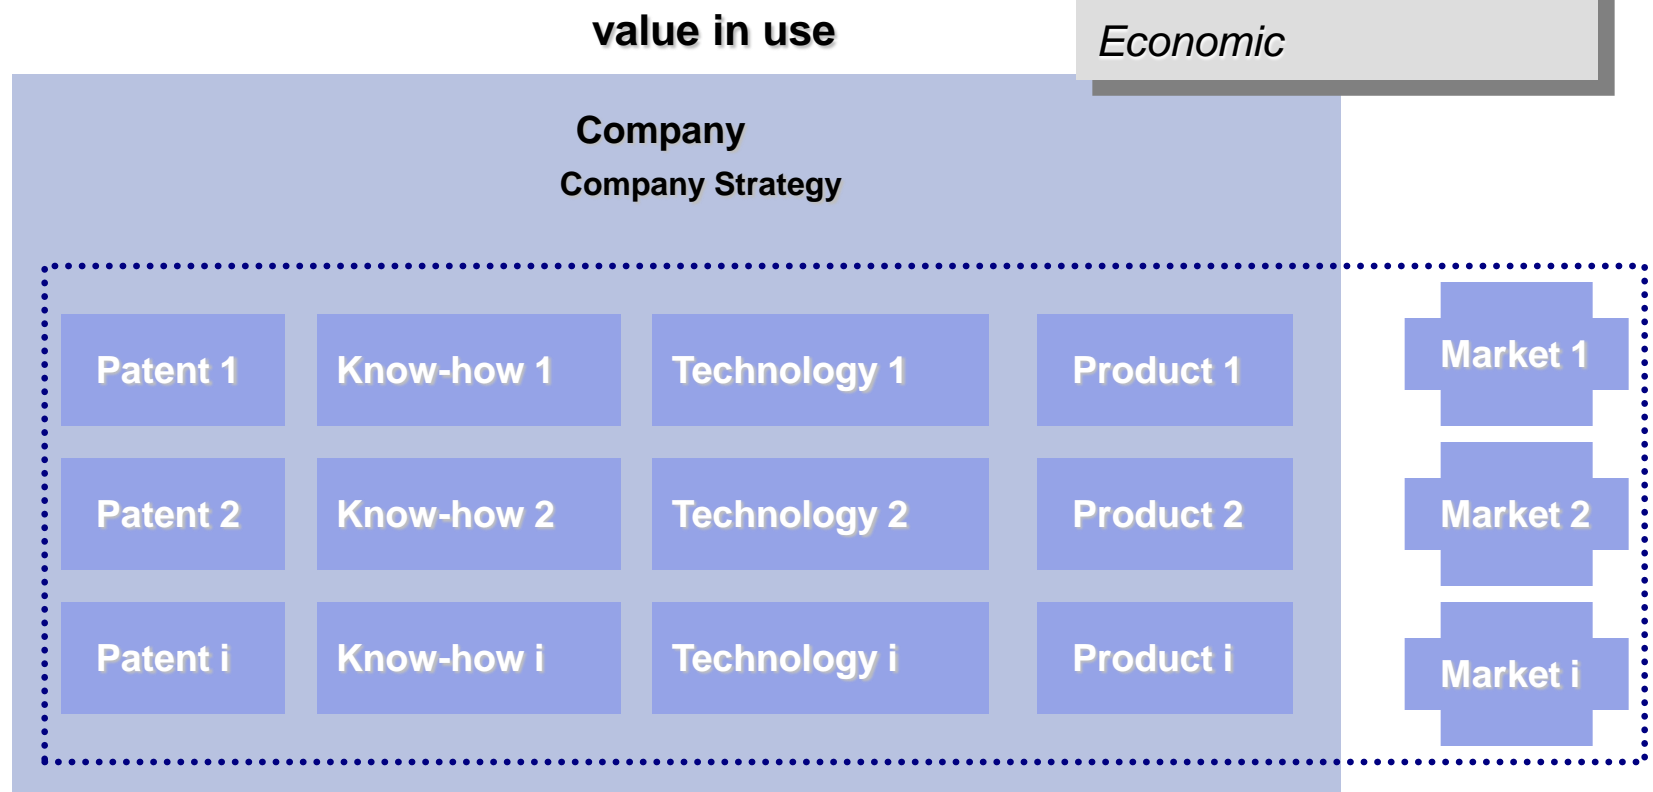 value in use
Economic
Company
Company Strategy
Patent 1
Know-how 1
Technology 1
Product 1
Market 1
Patent 2
Know-how 2
Technology 2
Product 2
Market 2
Patent i
Know-how i
Technology i
Product i
Market i